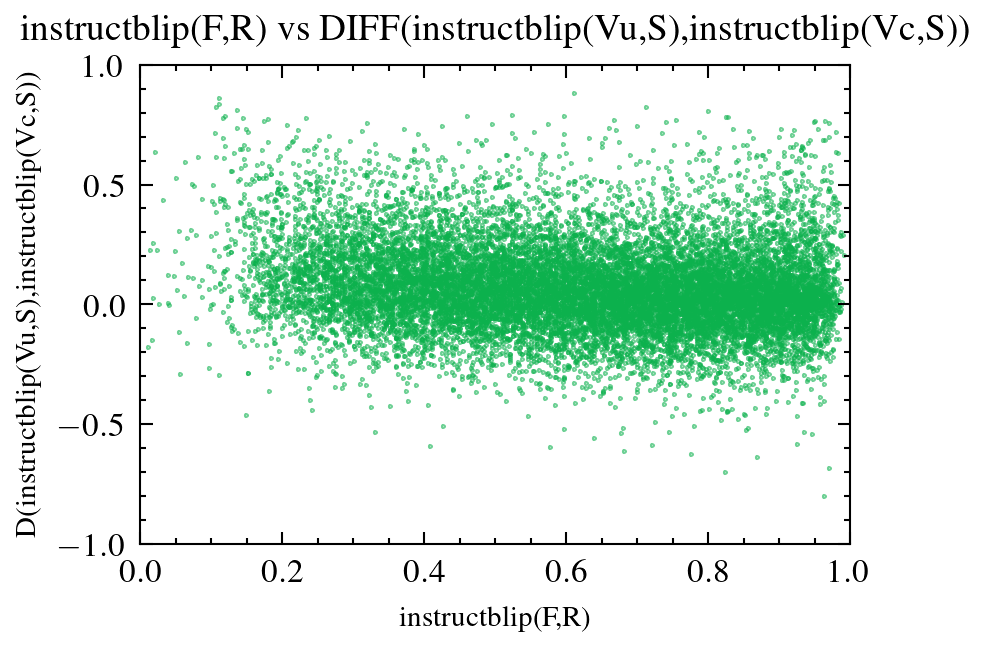 instructblip(F,R) vs DIFF(instructblip(Vu,S),instructblip(Vc,S))
D(instructblip(Vu,S),instructblip(Vc,S))
1.0
0.5
0.0
−0.5
−1.0
0.0 0.2 0.4 0.6 0.8 1.0
instructblip(F,R)